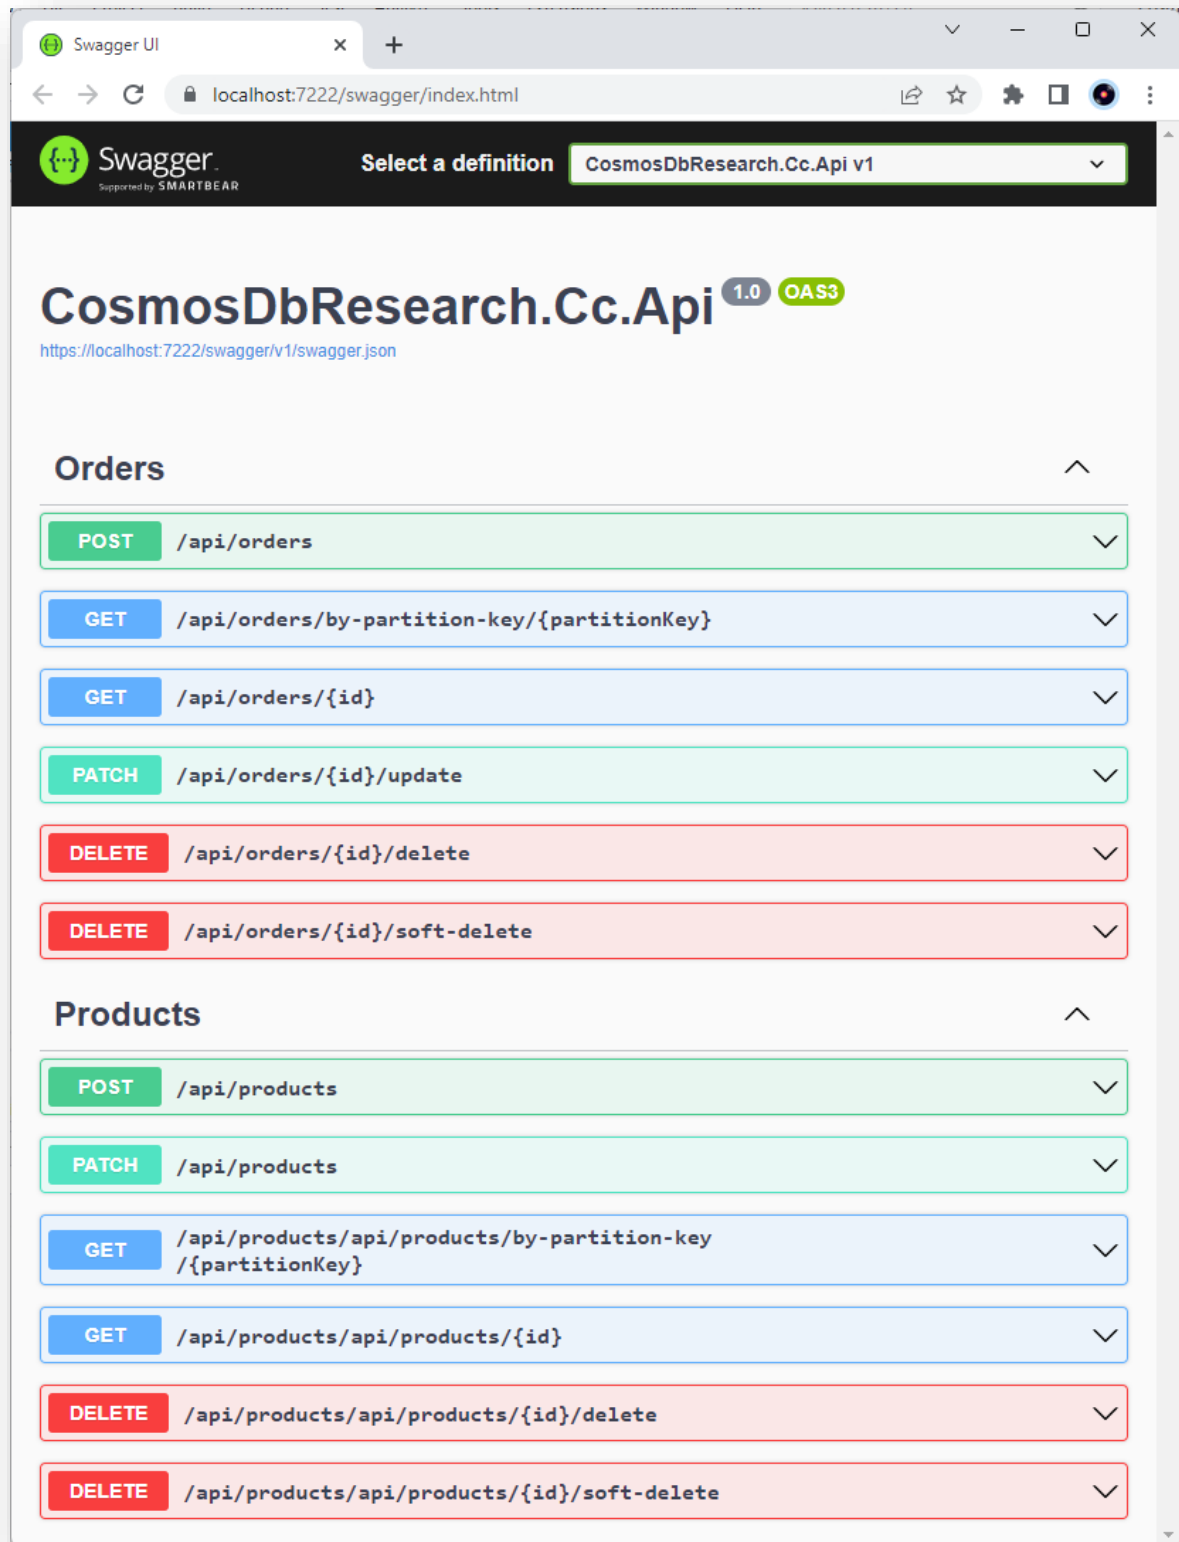 Swagger UI
localhost:7222/swagger/index.html
Swagger.
Supported by SMARTBEAR
Select a definition
CosmosDbResearch.Cc.Api v1
CosmosDbResearch.Cc.Api 1.0 OAS3
https://localhost:7222/swagger/v1/swagger.json
Orders
POST /api/orders
GET /api/orders/by-partition-key/{partitionKey}
GET /api/orders/{id}
PATCH /api/orders/{id}/update
DELETE /api/orders/{id}/delete
DELETE /api/orders/{id}/soft-delete
Products
POST /api/products
PATCH /api/products
GET /api/products/api/products/by-partition-key
/{partitionKey}
GET /api/products/api/products/{id}
DELETE /api/products/api/products/{id}/delete
DELETE /api/products/api/products/{id}/soft-delete